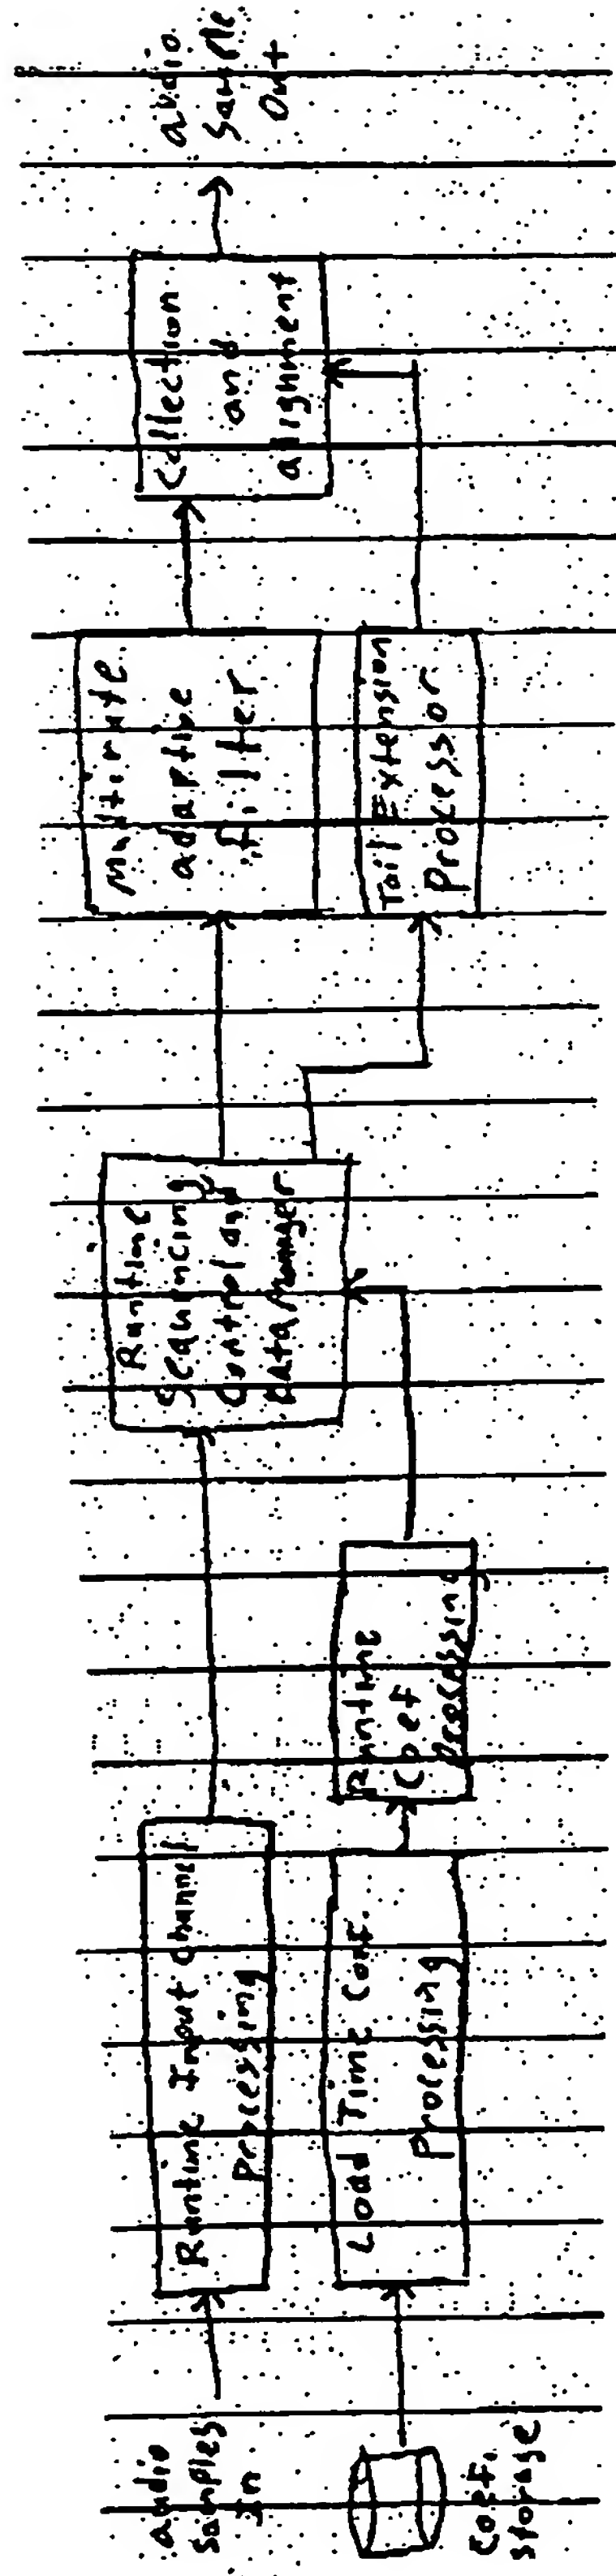 audio
samples
In
Coef.
Storage
Runtime Input Channel
Processing
Load Time Coef.
Processing
Runtime
Coef
Processing
Runtime
Sequencing
Control and
Data Manager
Multirate
adaptive
filter
Tail Extension
Processor
Collection
and
alignment
audio
Sample
Out